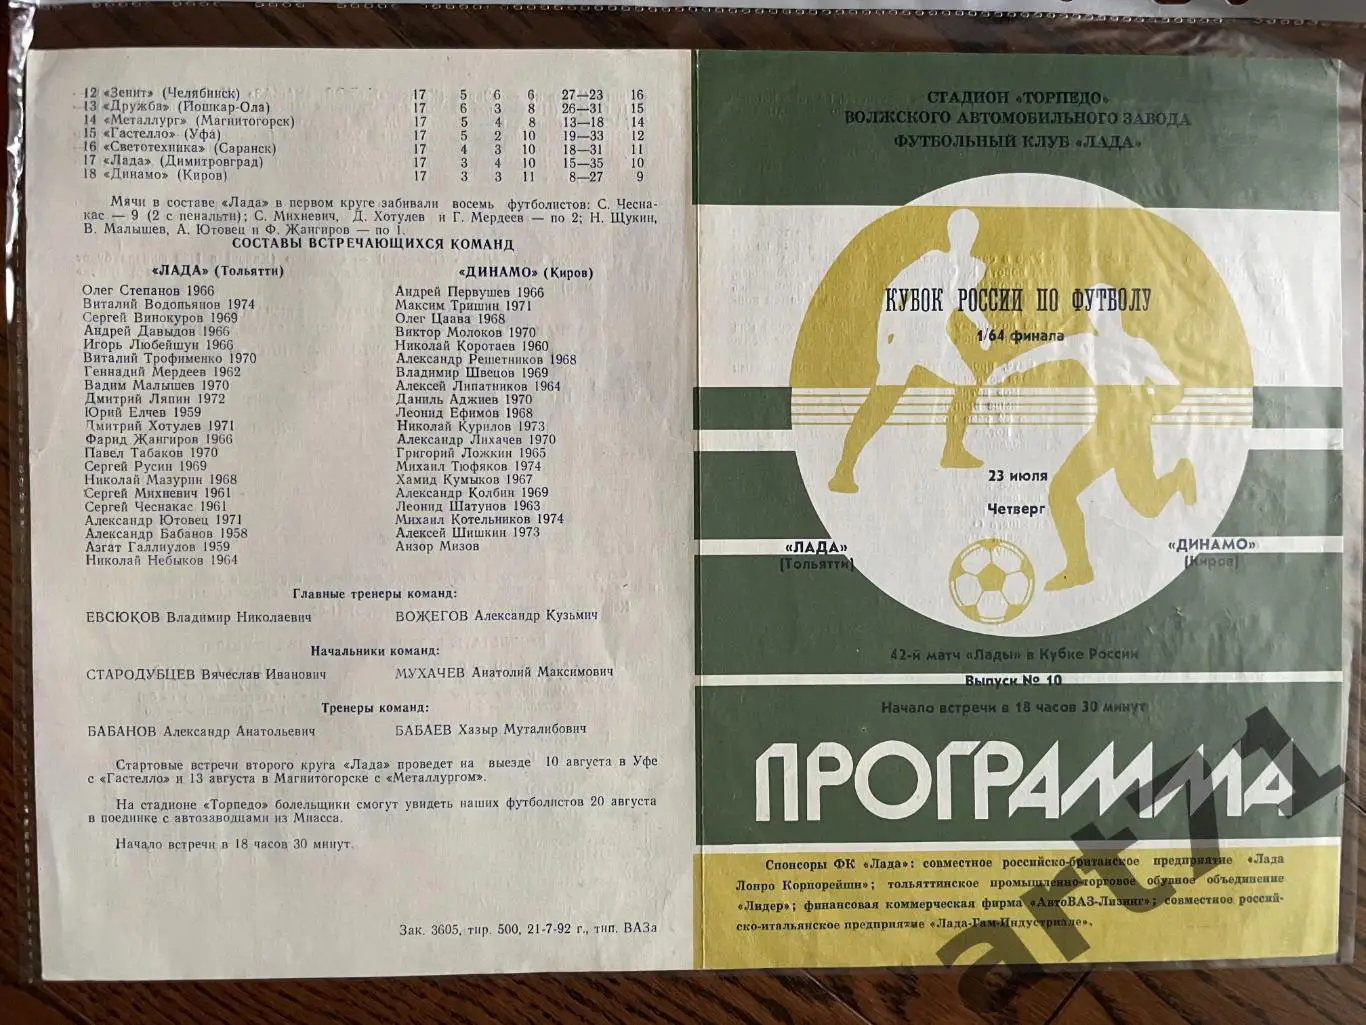 12 «Зенит» (Челябинск) 17 5 6 6 27—23 16
13 «Дружба» (Йошкар-Ола) 17 6 3 8 26—31 15
14 «Металлург» (Магнитогорск) 17 5 4 8 13—18 14
15 «Гастелло» (Уфа) 17 5 2 10 19—33 12
16 «Светотехника» (Саранск) 17 4 3 10 18—31 11
17 «Лада» (Димитровград) 17 3 4 10 15—35 10
18 «Динамо» (Киров) 17 3 3 11 8—27 9
Мячи в составе «Лада» в первом круге забивали восемь футболистов: С. Чеснакас — 9 (2 с пенальти); С. Михневич, Д. Хотулев и Г. Мердеев — по 2; Н. Щукин,
В. Малышев, А. Ютовец и Ф. Жангиров — по 1.
СОСТАВЫ ВСТРЕЧАЮЩИХСЯ КОМАНД
«ЛАДА» (Тольятти)
Олег Степанов 1966
Виталий Водопьянов 1974
Сергей Винокуров 1969
Андрей Давыдов 1966
Игорь Любейшун 1966
Виталий Трофименко 1970
Геннадий Мердеев 1962
Вадим Малышев 1970
Дмитрий Ляпин 1972
Юрий Елчев 1959
Дмитрий Хотулев 1971
Фарид Жангиров 1966
Павел Табаков 1970
Сергей Русин 1969
Николай Мазурин 1968
Сергей Михневич 1961
Сергей Чеснакас 1961
Александр Ютовец 1971
Александр Бабанов 1958
Азгат Галлиулов 1959
Николай Небыков 1964
«ДИНАМО» (Киров)
Андрей Первушев 1966
Максим Тришин 1971
Олег Цаава 1968
Виктор Молоков 1970
Николай Коротаев 1960
Александр Решетников 1968
Владимир Швецов 1969
Алексей Липатников 1964
Даниль Аджиев 1970
Леонид Ефимов 1968
Николай Курилов 1973
Александр Лихачев 1970
Григорий Ложкин 1965
Михаил Тюфяков 1974
Хамид Кумыков 1967
Александр Колбин 1969
Леонид Шатунов 1963
Михаил Котельников 1974
Алексей Шишкин 1973
Анзор Мизов
Главные тренеры команд:
ЕВСЮКОВ Владимир Николаевич ВОЖЕГОВ Александр Кузьмич
Начальники команд:
СТАРОДУБЦЕВ Вячеслав Иванович МУХАЧЕВ Анатолий Максимович
Тренеры команд:
БАБАНОВ Александр Анатольевич БАБАЕВ Хазыр Муталибович
Стартовые встречи второго круга «Лада» проведет на выезде 10 августа в Уфе
с «Гастелло» и 13 августа в Магнитогорске с «Металлургом».
На стадионе «Торпедо» болельщики смогут увидеть наших футболистов 20 августа
в поединке с автозаводцами из Миасса.
Начало встречи в 18 часов 30 минут.
Зак. 3605, тир. 500, 21-7-92 г., тип. ВАЗа
СТАДИОН «ТОРПЕДО»
ВОЛЖСКОГО АВТОМОБИЛЬНОГО ЗАВОДА
ФУТБОЛЬНЫЙ КЛУБ «ЛАДА»
КУБОК РОССИИ ПО ФУТБОЛУ
1/64 финала
23 июля
Четверг
«ЛАДА» «ДИНАМО»
(Тольятти) (Киров)
42-й матч «Лады» в Кубке России
Выпуск № 10
Начало встречи в 18 часов 30 минут
ПРОГРАММА
Спонсоры ФК «Лада»: совместное российско-британское предприятие «Лада
Лонро Корпорейшн»; тольяттинское промышленно-торговое обувное объединение
«Лидер»; финансовая коммерческая фирма «АвтоВАЗ-Лизинг»; совместное россий-
ско-итальянское предприятие «Лада-Гам-Индустриале».
art71